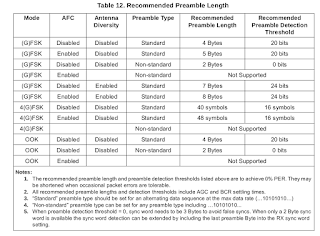 Table 12. Recommended Preamble Length
Mode AFC Antenna Diversity Preamble Type Recommended Preamble Length Recommended Preamble Detection Threshold
(G)FSK Disabled Disabled Standard 4 Bytes 20 bits
(G)FSK Disabled Disabled Standard 5 Bytes 20 bits
(G)FSK Disabled Disabled Non-standard 2 Bytes 0 bits
(G)FSK Enabled Non-standard Not Supported
(G)FSK Disabled Enabled Standard 7 Bytes 24 bits
(G)FSK Enabled Enabled Standard 8 Bytes 24 bits
4(G)FSK Disabled Disabled Standard 40 symbols 16 symbols
4(G)FSK Enabled Disabled Standard 48 symbols 16 symbols
4(G)FSK Non-standard Not Supported
OOK Disabled Disabled Standard 4 Bytes 20 bits
OOK Disabled Disabled Non-standard 2 Bytes 0 bits
OOK Enabled Not Supported
Notes:
1. The recommended preamble length and preamble detection thresholds listed above are to achieve 0% PER. They may
be shortened when occasional packet errors are tolerable.
2. All recommended preamble lengths and detection thresholds include AGC and BCR settling times.
3. "Standard" preamble type should be set for an alternating data sequence at the max data rate (…10101010…)
4. "Non-standard" preamble type can be set for any preamble type including …10101010...
5. When preamble detection threshold = 0, sync word needs to be 3 Bytes to avoid false syncs. When only a 2 Byte sync
word is available the sync word detection can be extended by including the last preamble Byte into the RX sync word
setting.